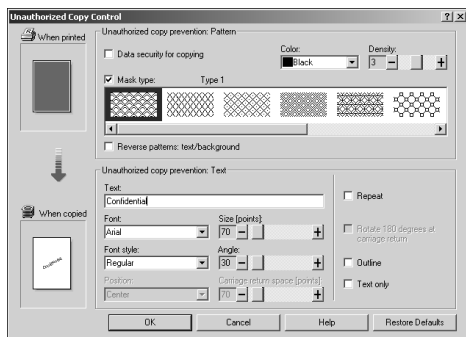 Unauthorized Copy Control
When printed
Unauthorized copy prevention: Pattern
Data security for copying
Color:
Black
Density:
3
Mask type:
Type 1
Reverse patterns: text/background
When copied
Unauthorized copy prevention: Text
Text:
Confidential
Font:
Arial
Size [points]:
70
Font style:
Regular
Angle:
30
Position:
Center
Carriage return space [points]:
70
Repeat
Rotate 180 degrees at
carriage return
Outline
Text only
OK
Cancel
Help
Restore Defaults